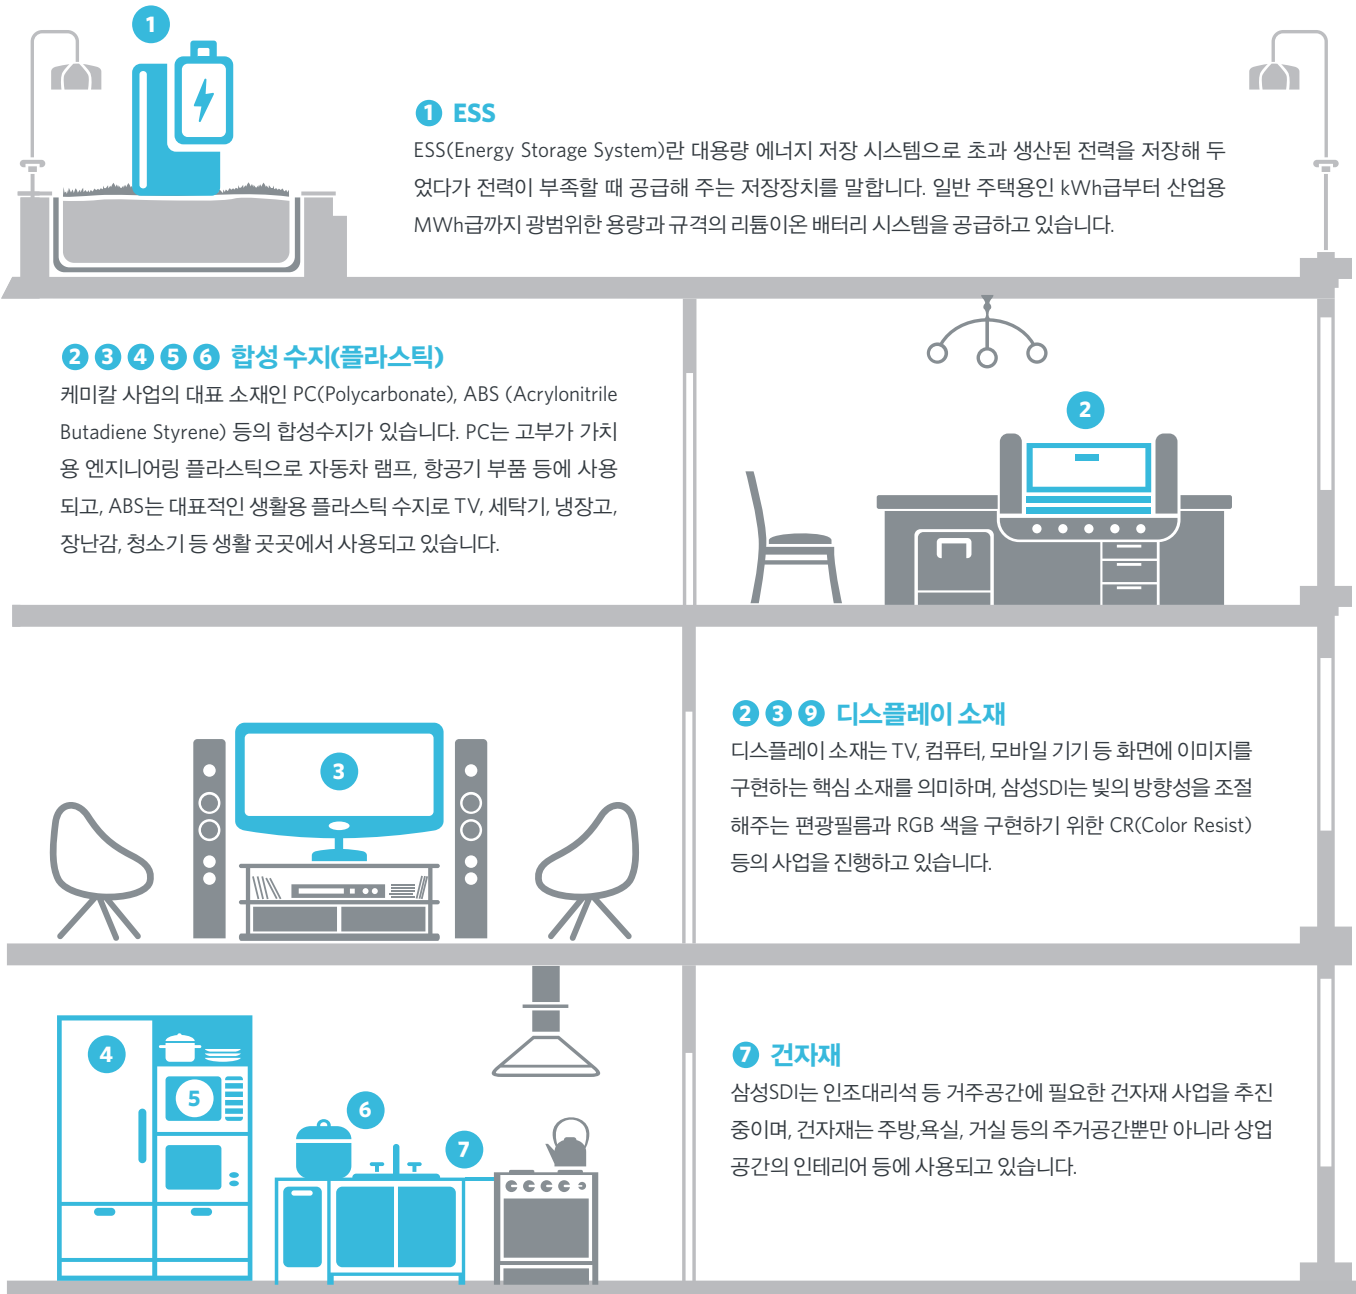 1
1 ESS
ESS(Energy Storage System)란 대용량 에너지 저장 시스템으로 초과 생산된 전력을 저장해 두
었다가 전력이 부족할 때 공급해 주는 저장장치를 말합니다. 일반 주택용인 kWh급부터 산업용
MWh급까지 광범위한 용량과 규격의 리튬이온 배터리 시스템을 공급하고 있습니다.
2 3 4 5 6 합성 수지(플라스틱)
케미칼 사업의 대표 소재인 PC(Polycarbonate), ABS (Acrylonitrile
Butadiene Styrene) 등의 합성수지가 있습니다. PC는 고부가 가치
용 엔지니어링 플라스틱으로 자동차 램프, 항공기 부품 등에 사용
되고, ABS는 대표적인 생활용 플라스틱 수지로 TV, 세탁기, 냉장고,
장난감, 청소기 등 생활 곳곳에서 사용되고 있습니다.
2
3
2 3 9 디스플레이 소재
디스플레이 소재는 TV, 컴퓨터, 모바일 기기 등 화면에 이미지를
구현하는 핵심 소재를 의미하며, 삼성SDI는 빛의 방향성을 조절
해주는 편광필름과 RGB 색을 구현하기 위한 CR(Color Resist)
등의 사업을 진행하고 있습니다.
4
5
6
7
7 건자재
삼성SDI는 인조대리석 등 거주공간에 필요한 건자재 사업을 추진
중이며, 건자재는 주방,욕실, 거실 등의 주거공간뿐만 아니라 상업
공간의 인테리어 등에 사용되고 있습니다.